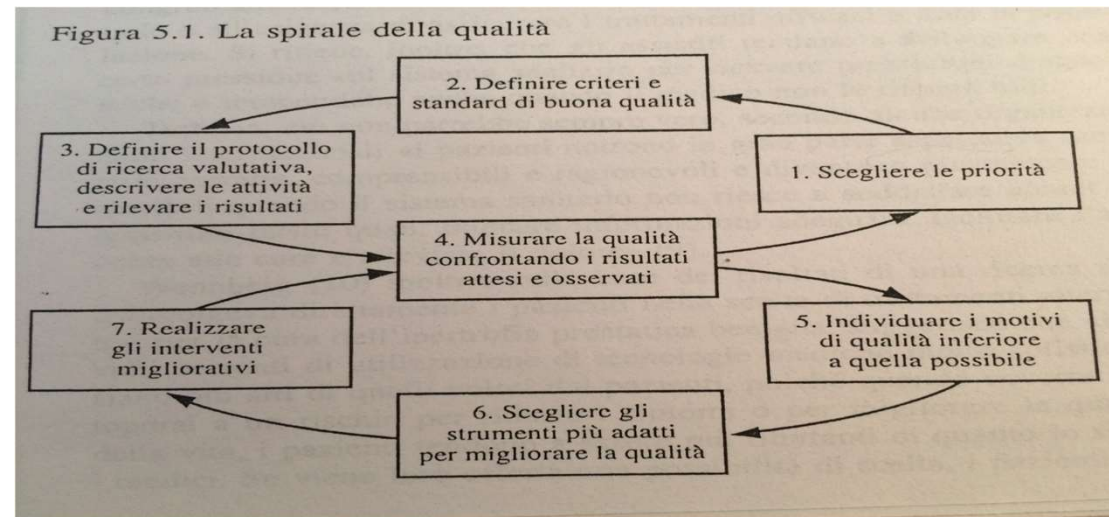 Figura 5.1. La spirale della qualità
2. Definire criteri e
standard di buona qualità
3. Definire il protocollo
di ricerca valutativa,
descrivere le attività
e rilevare i risultati
1. Scegliere le priorità
4. Misurare la qualità
confrontando i risultati
attesi e osservati
7. Realizzare
gli interventi
migliorativi
5. Individuare i motivi
di qualità inferiore
a quella possibile
6. Scegliere gli
strumenti più adatti
per migliorare la qualità